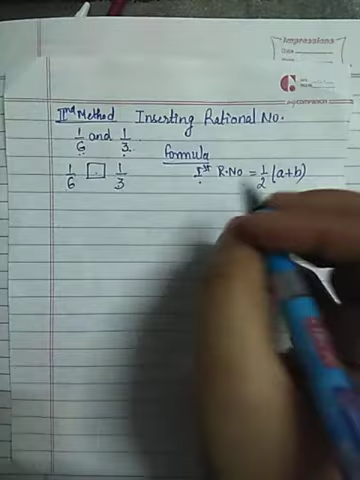 Impressions
Date
IInd Method Inserting Rational No.
1/6 and 1/3
Formula
1/6 □ 1/3
Ist R.No = 1/2 (a+b)